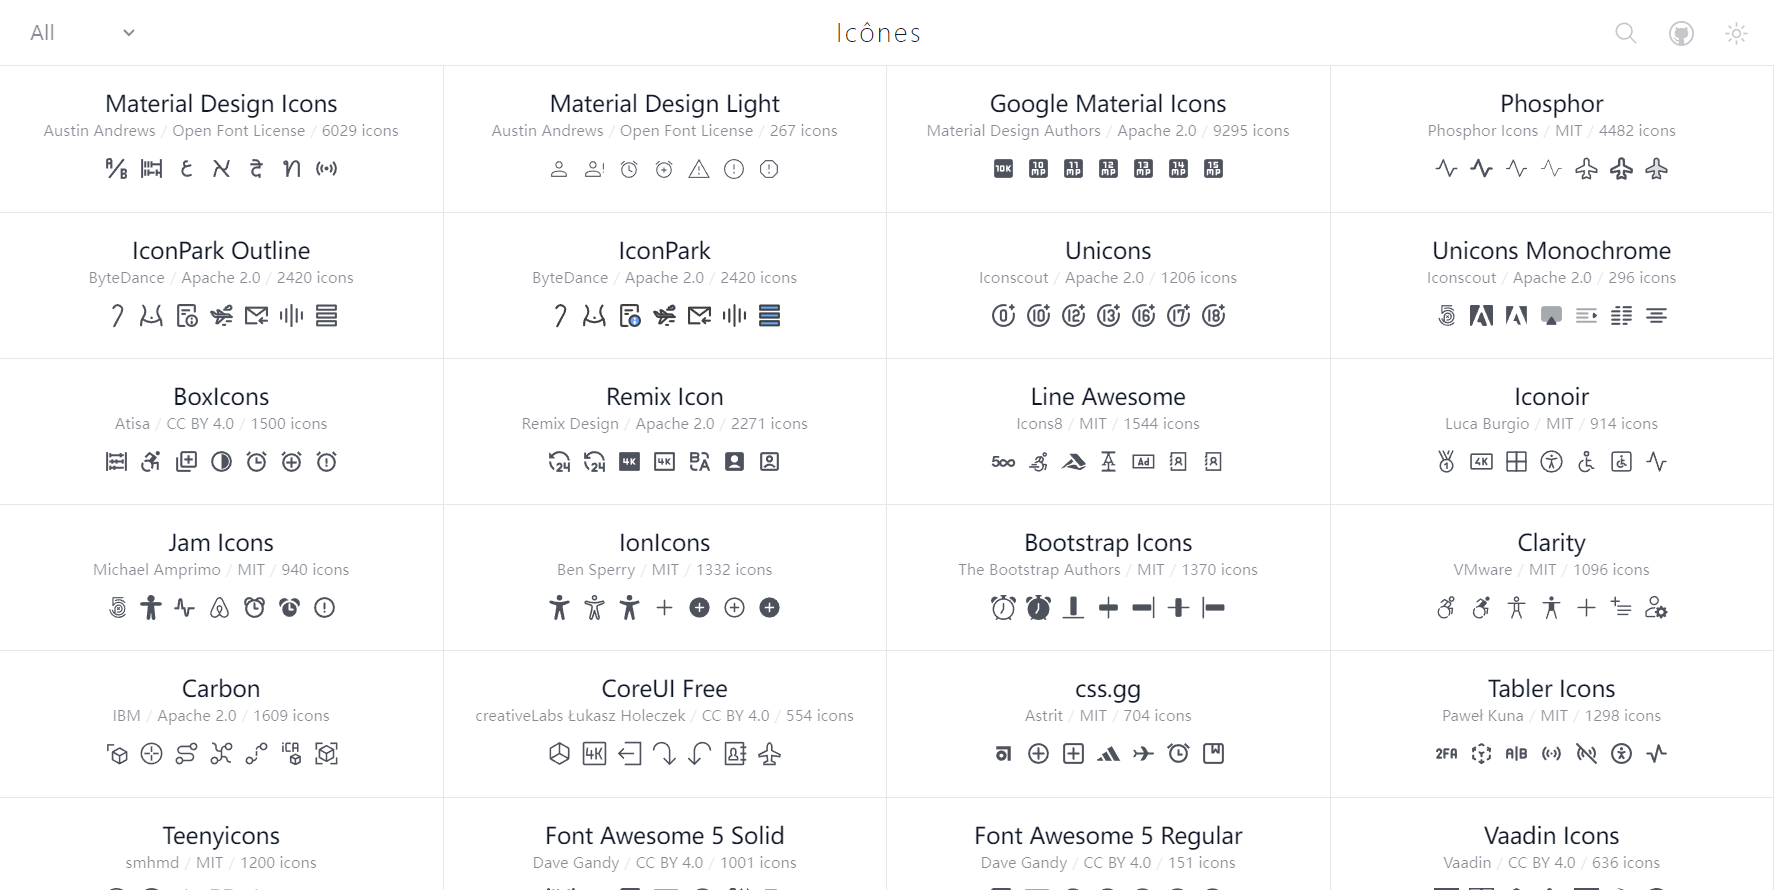 All
Icônes
Material Design Icons
Austin Andrews / Open Font License / 6029 icons
Material Design Light
Austin Andrews / Open Font License / 267 icons
Google Material Icons
Material Design Authors / Apache 2.0 / 9295 icons
Phosphor
Phosphor Icons / MIT / 4482 icons
IconPark Outline
ByteDance / Apache 2.0 / 2420 icons
IconPark
ByteDance / Apache 2.0 / 2420 icons
Unicons
Iconscout / Apache 2.0 / 1206 icons
Unicons Monochrome
Iconscout / Apache 2.0 / 296 icons
BoxIcons
Atisa / CC BY 4.0 / 1500 icons
Remix Icon
Remix Design / Apache 2.0 / 2271 icons
Line Awesome
Icons8 / MIT / 1544 icons
Iconoir
Luca Burgio / MIT / 914 icons
Jam Icons
Michael Amprimo / MIT / 940 icons
IonIcons
Ben Sperry / MIT / 1332 icons
Bootstrap Icons
The Bootstrap Authors / MIT / 1370 icons
Clarity
VMware / MIT / 1096 icons
Carbon
IBM / Apache 2.0 / 1609 icons
CoreUI Free
creativeLabs Łukasz Holeczek / CC BY 4.0 / 554 icons
css.gg
Astrit / MIT / 704 icons
Tabler Icons
Paweł Kuna / MIT / 1298 icons
Teenyicons
smhmd / MIT / 1200 icons
Font Awesome 5 Solid
Dave Gandy / CC BY 4.0 / 1001 icons
Font Awesome 5 Regular
Dave Gandy / CC BY 4.0 / 151 icons
Vaadin Icons
Vaadin / CC BY 4.0 / 636 icons